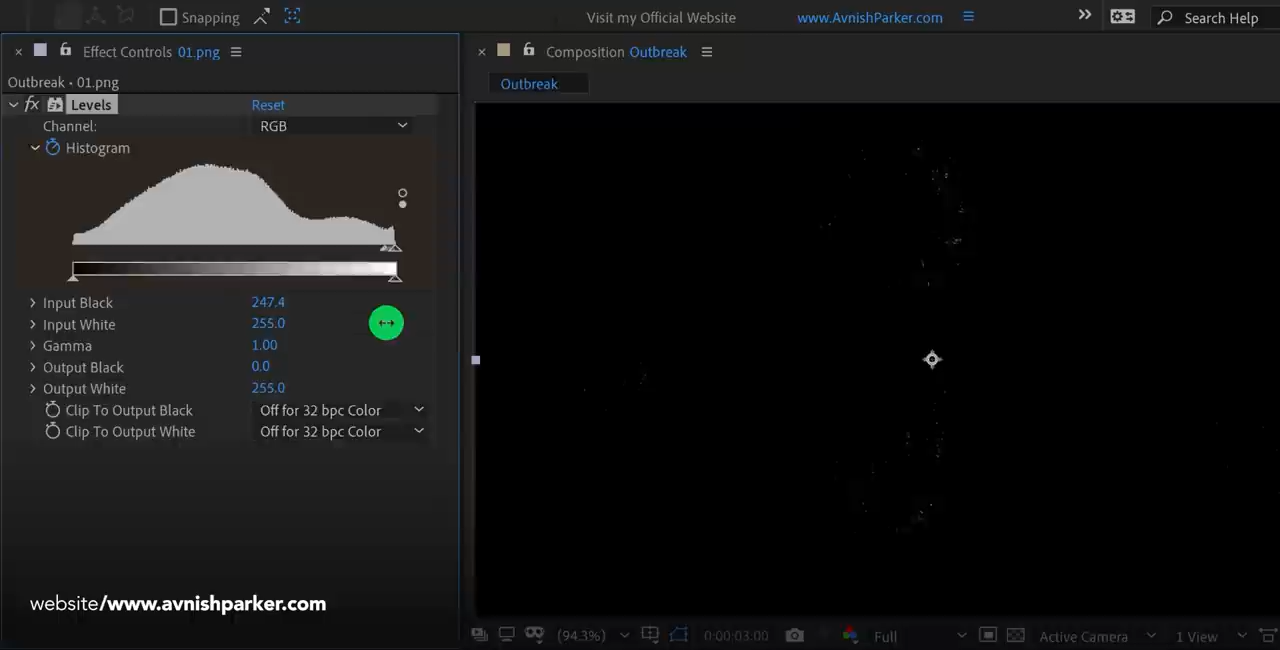 Snapping
Visit my Official Website
www.AvnishParker.com
Search Help
Effect Controls 01.png
Composition Outbreak
Outbreak • 01.png
Outbreak
fx Levels Reset
Channel: RGB
Histogram
Input Black 247.4
Input White 255.0
Gamma 1.00
Output Black 0.0
Output White 255.0
Clip To Output Black Off for 32 bpc Color
Clip To Output White Off for 32 bpc Color
website/www.avnishparker.com
(94.3%) 0:00:03:00 Full Active Camera 1 View